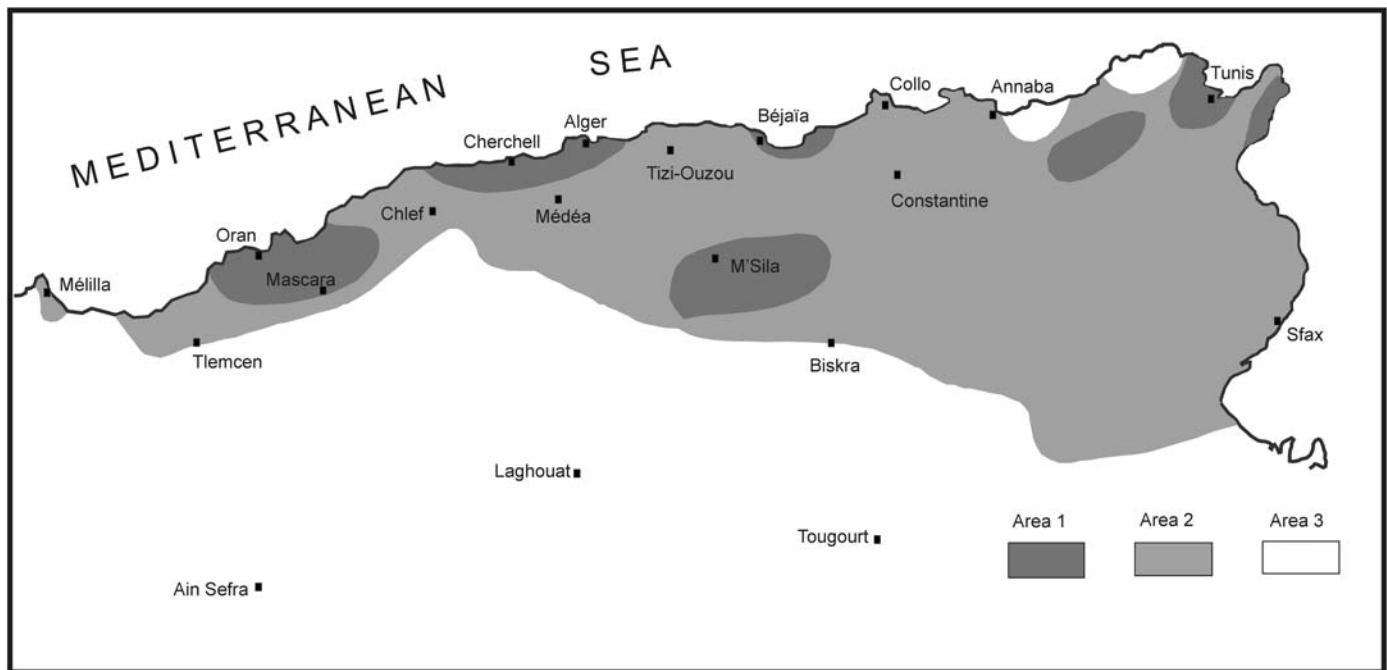 MEDITERRANEAN SEA
Collo
Annaba
Tunis
Béjaïa
Alger
Cherchell
Tizi-Ouzou
Constantine
Médéa
Chlef
Oran
M'Sila
Mascara
Mélilla
Sfax
Tlemcen
Biskra
Laghouat
Area 1
Area 2
Area 3
Tougourt
Ain Sefra